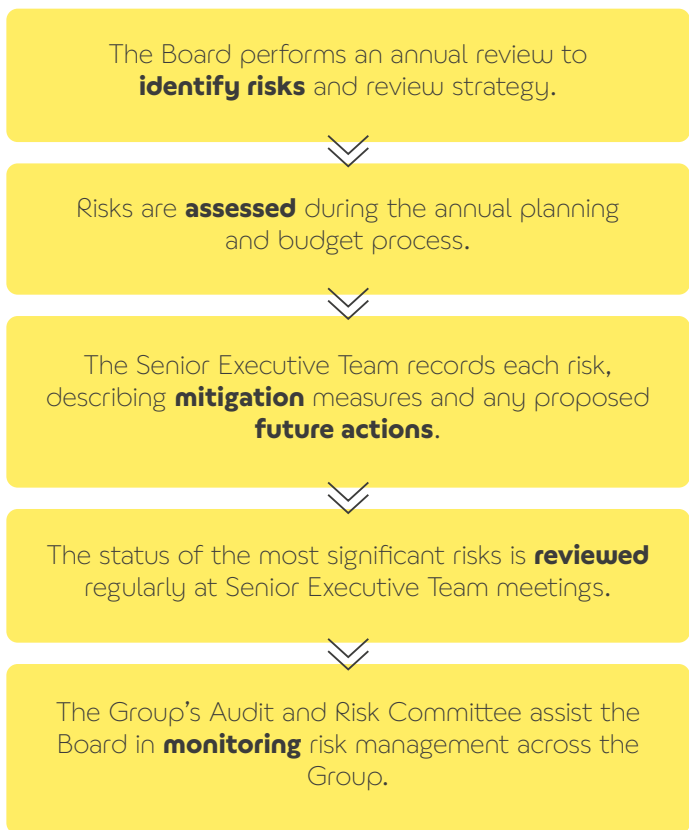 The Board performs an annual review to
identify risks and review strategy.
Risks are assessed during the annual planning
and budget process.
The Senior Executive Team records each risk,
describing mitigation measures and any proposed
future actions.
The status of the most significant risks is reviewed
regularly at Senior Executive Team meetings.
The Group's Audit and Risk Committee assist the
Board in monitoring risk management across the
Group.